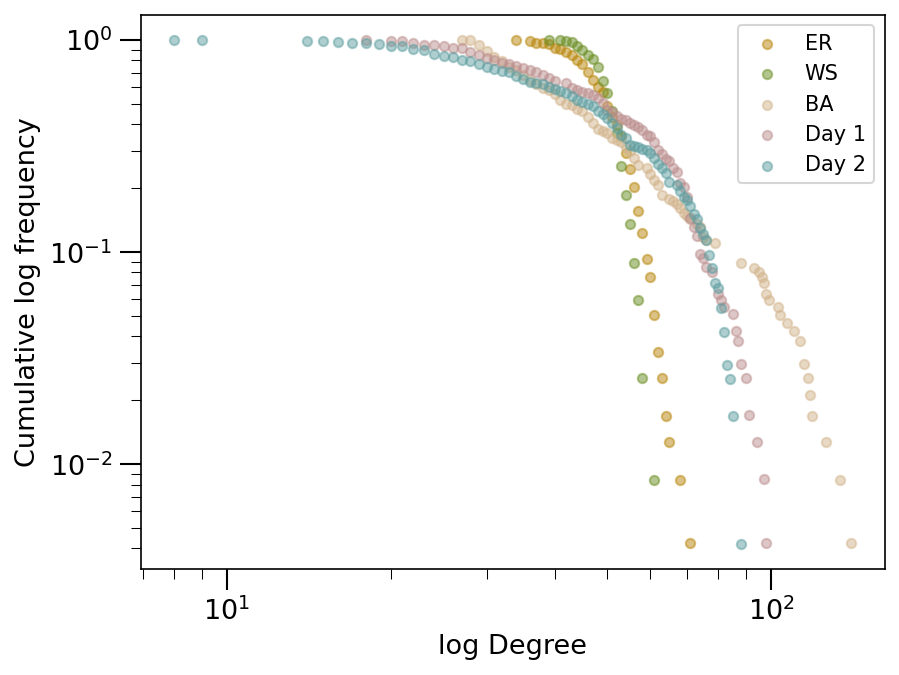 Cumulative log frequency
10⁰
10⁻¹
10⁻²
10¹
10²
log Degree
ER
WS
BA
Day 1
Day 2